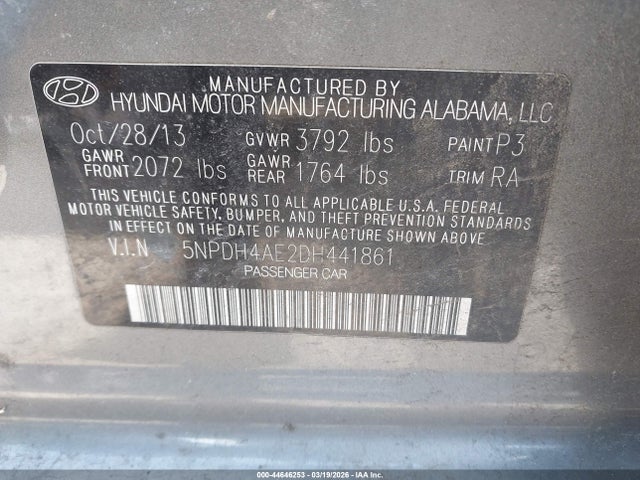 MANUFACTURED BY
HYUNDAI MOTOR MANUFACTURING ALABAMA, LLC
Oct/28/13 GVWR 3792 lbs PAINT P3
GAWR FRONT 2072 lbs GAWR REAR 1764 lbs TRIM RA
THIS VEHICLE CONFORMS TO ALL APPLICABLE U.S.A. FEDERAL
MOTOR VEHICLE SAFETY, BUMPER, AND THEFT PREVENTION STANDARDS
IN EFFECT ON THE DATE OF MANUFACTURE SHOWN ABOVE.
V.I.N 5NPDH4AE2DH441861
PASSENGER CAR
000-44646253 - 03/19/2026 - IAA Inc.